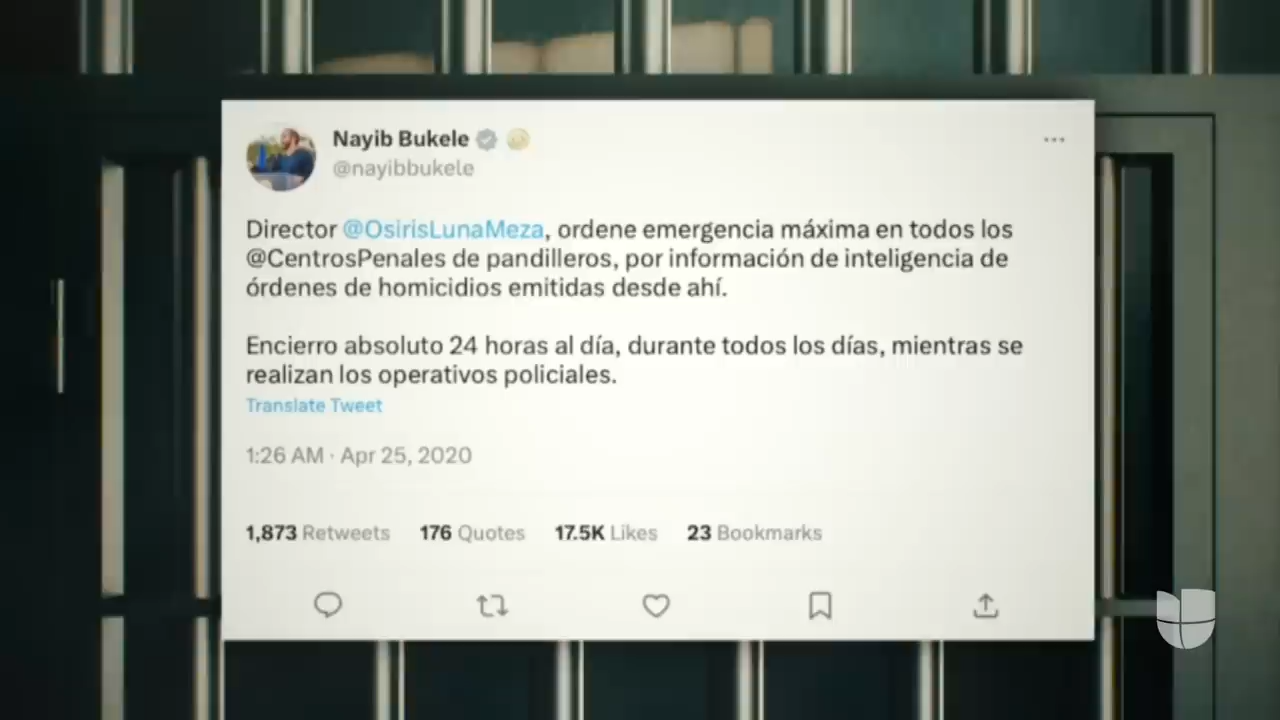 Nayib Bukele
@nayibbukele
Director @OsirisLunaMeza, ordene emergencia máxima en todos los
@CentrosPenales de pandilleros, por información de inteligencia de
órdenes de homicidios emitidas desde ahí.
Encierro absoluto 24 horas al día, durante todos los días, mientras se
realizan los operativos policiales.
Translate Tweet
1:26 AM · Apr 25, 2020
1,873 Retweets 176 Quotes 17.5K Likes 23 Bookmarks